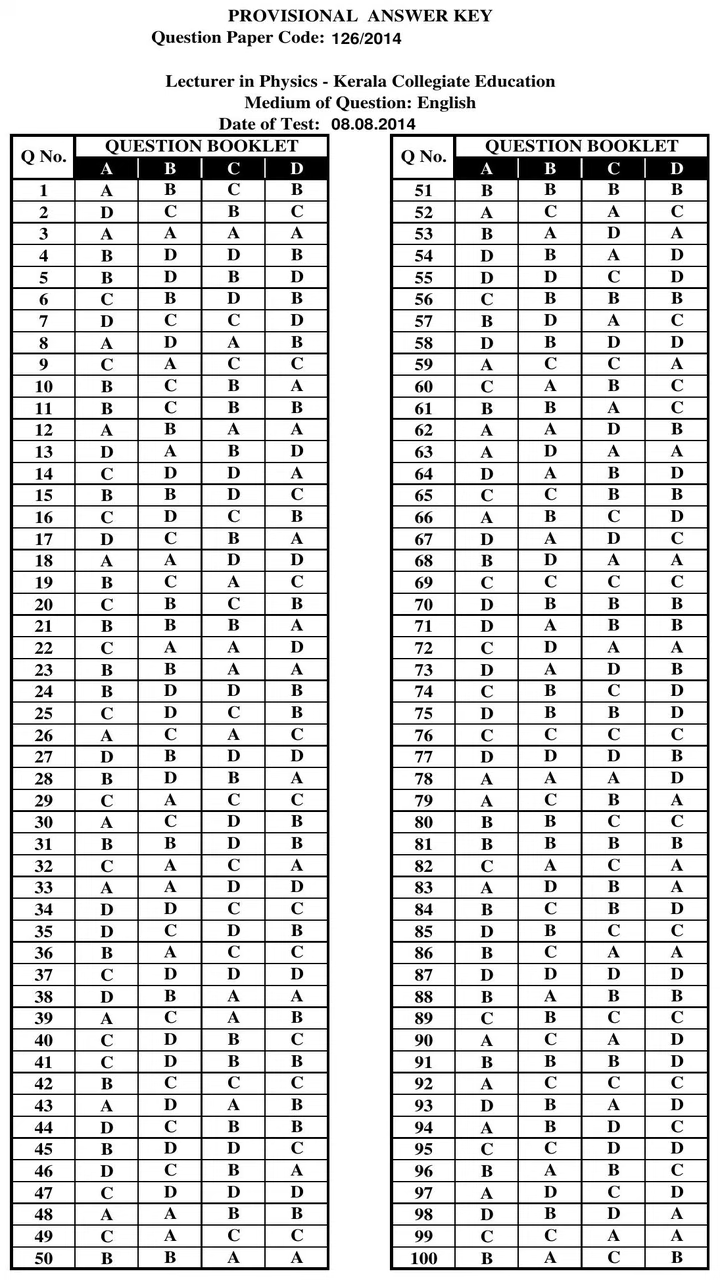 PROVISIONAL ANSWER KEY
Question Paper Code: 126/2014
Lecturer in Physics - Kerala Collegiate Education
Medium of Question: English
Date of Test: 08.08.2014
Q No. QUESTION BOOKLET Q No. QUESTION BOOKLET
A B C D A B C D
1 A B C B 51 B B B B
2 D C B C 52 A C A C
3 A A A A 53 B A D A
4 B D D B 54 D B A D
5 B D B D 55 D D C D
6 C B D B 56 C B B B
7 D C C D 57 B D A C
8 A D A B 58 D B D D
9 C A C C 59 A C C A
10 B C B A 60 C A B C
11 B C B B 61 B B A C
12 A B A A 62 A A D B
13 D A B D 63 A D A A
14 C D D A 64 D A B D
15 B B D C 65 C C B B
16 C D C B 66 A B C D
17 D C B A 67 D A D C
18 A A D D 68 B D A A
19 B C A C 69 C C C C
20 C B C B 70 D B B B
21 B B B A 71 D A B B
22 C A A D 72 C D A A
23 B B A A 73 D A D B
24 B D D B 74 C B C D
25 C D C B 75 D B B D
26 A C A C 76 C C C C
27 D B D D 77 D D D B
28 B D B A 78 A A A D
29 C A C C 79 A C B A
30 A C D B 80 B B C C
31 B B D B 81 B B B B
32 C A C A 82 C A C A
33 A A D D 83 A D B A
34 D D C C 84 B C B D
35 D C D B 85 D B C C
36 B A C C 86 B C A A
37 C D D D 87 D D D D
38 D B A A 88 B A B B
39 A C A B 89 C B C C
40 C D B C 90 A C A D
41 C D B B 91 B B B D
42 B C C C 92 A C C C
43 A D A B 93 D B A D
44 D C B B 94 A B D C
45 B D D C 95 C C D D
46 D C B A 96 B A B C
47 C D D D 97 A D C D
48 A A B B 98 D B D A
49 C A C C 99 C C A A
50 B B A A 100 B A C B